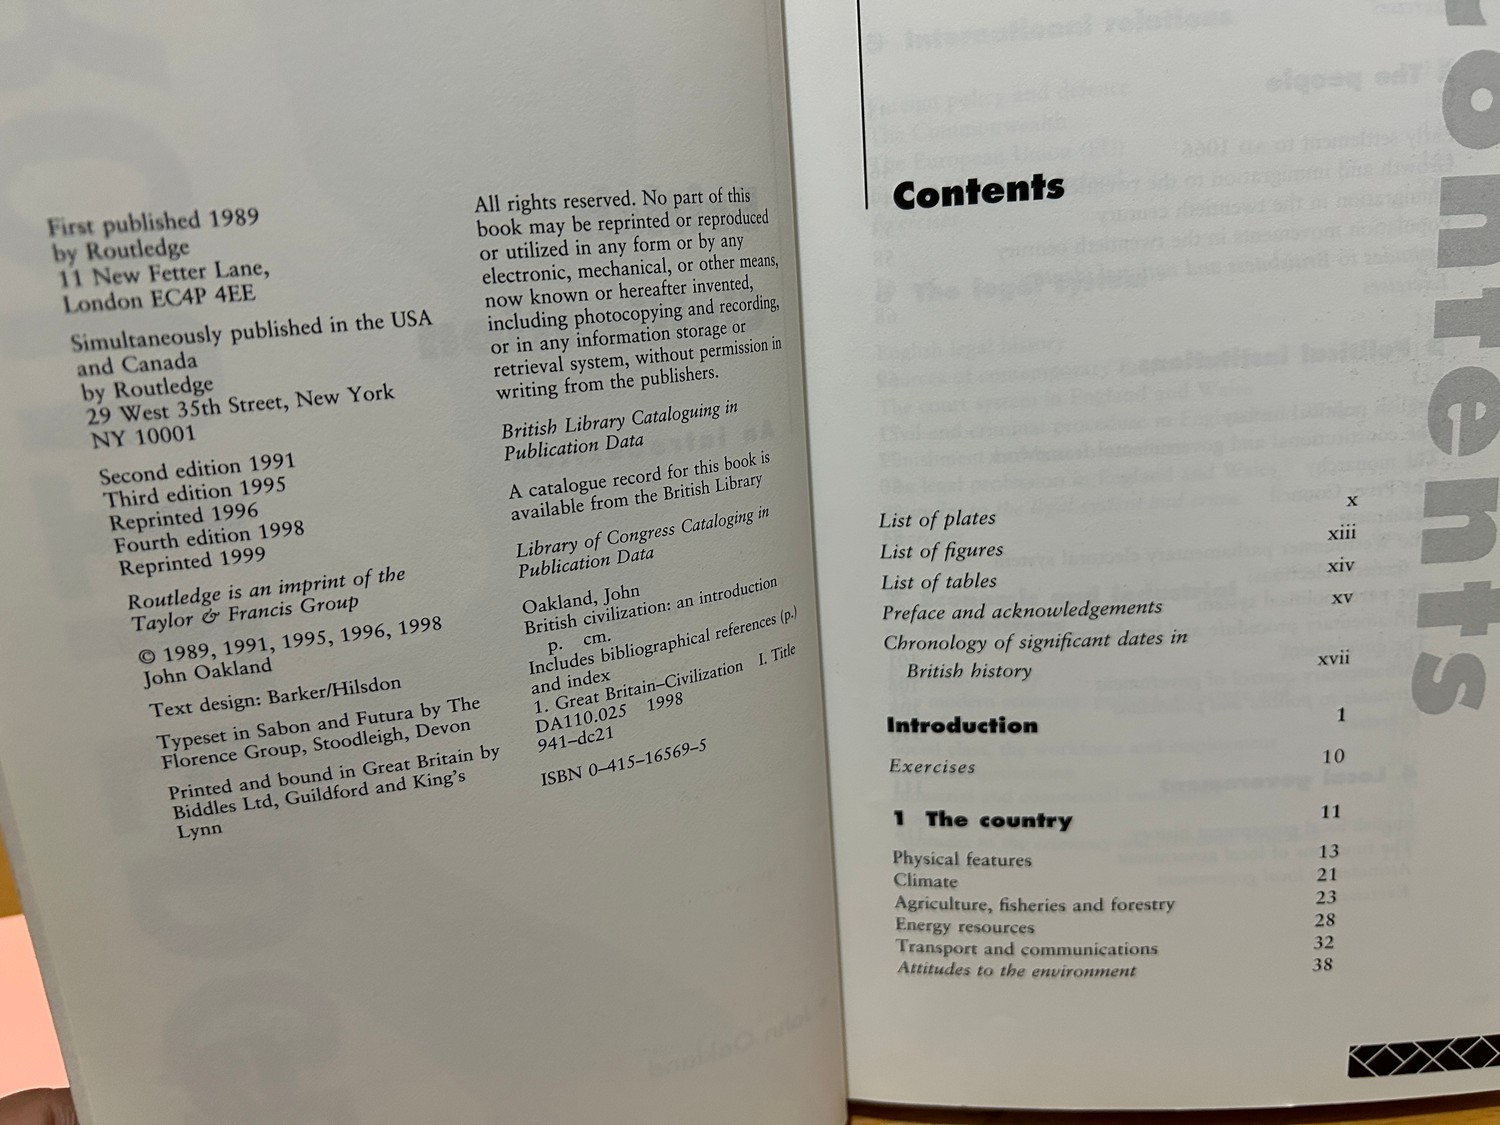 First published 1989
by Routledge
11 New Fetter Lane,
London EC4P 4EE
Simultaneously published in the USA
and Canada
by Routledge
29 West 35th Street, New York
NY 10001
Second edition 1991
Third edition 1995
Reprinted 1996
Fourth edition 1998
Reprinted 1999
Routledge is an imprint of the
Taylor & Francis Group
© 1989, 1991, 1995, 1996, 1998
John Oakland
Text design: Barker/Hilsdon
Typeset in Sabon and Futura by The
Florence Group, Stoodleigh, Devon
Printed and bound in Great Britain by
Biddles Ltd, Guildford and King's
Lynn
All rights reserved. No part of this
book may be reprinted or reproduced
or utilized in any form or by any
electronic, mechanical, or other means,
now known or hereafter invented,
including photocopying and recording,
or in any information storage or
retrieval system, without permission in
writing from the publishers.
British Library Cataloguing in
Publication Data
A catalogue record for this book is
available from the British Library
Library of Congress Cataloging in
Publication Data
Oakland, John
British civilization: an introduction
p. cm.
Includes bibliographical references (p.)
and index
1. Great Britain–Civilization I. Title
DA110.025 1998
941–dc21
ISBN 0–415–16569–5
Contents
List of plates x
List of figures xiii
List of tables xiv
Preface and acknowledgements xv
Chronology of significant dates in
British history xvii
Introduction 1
Exercises 10
1 The country 11
Physical features 13
Climate 21
Agriculture, fisheries and forestry 23
Energy resources 28
Transport and communications 32
Attitudes to the environment 38
contents